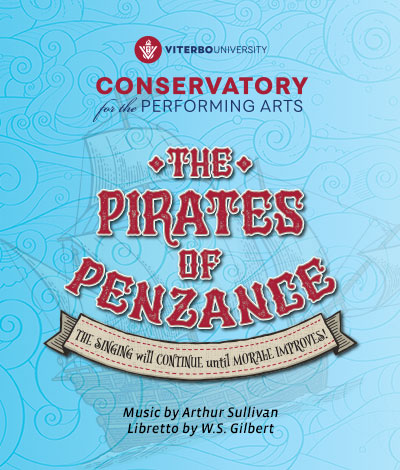 VITERBO UNIVERSITY
CONSERVATORY
for the PERFORMING ARTS
THE
PIRATES
OF
PENZANCE
THE SINGING will CONTINUE until MORALE IMPROVES!
Music by Arthur Sullivan
Libretto by W.S. Gilbert